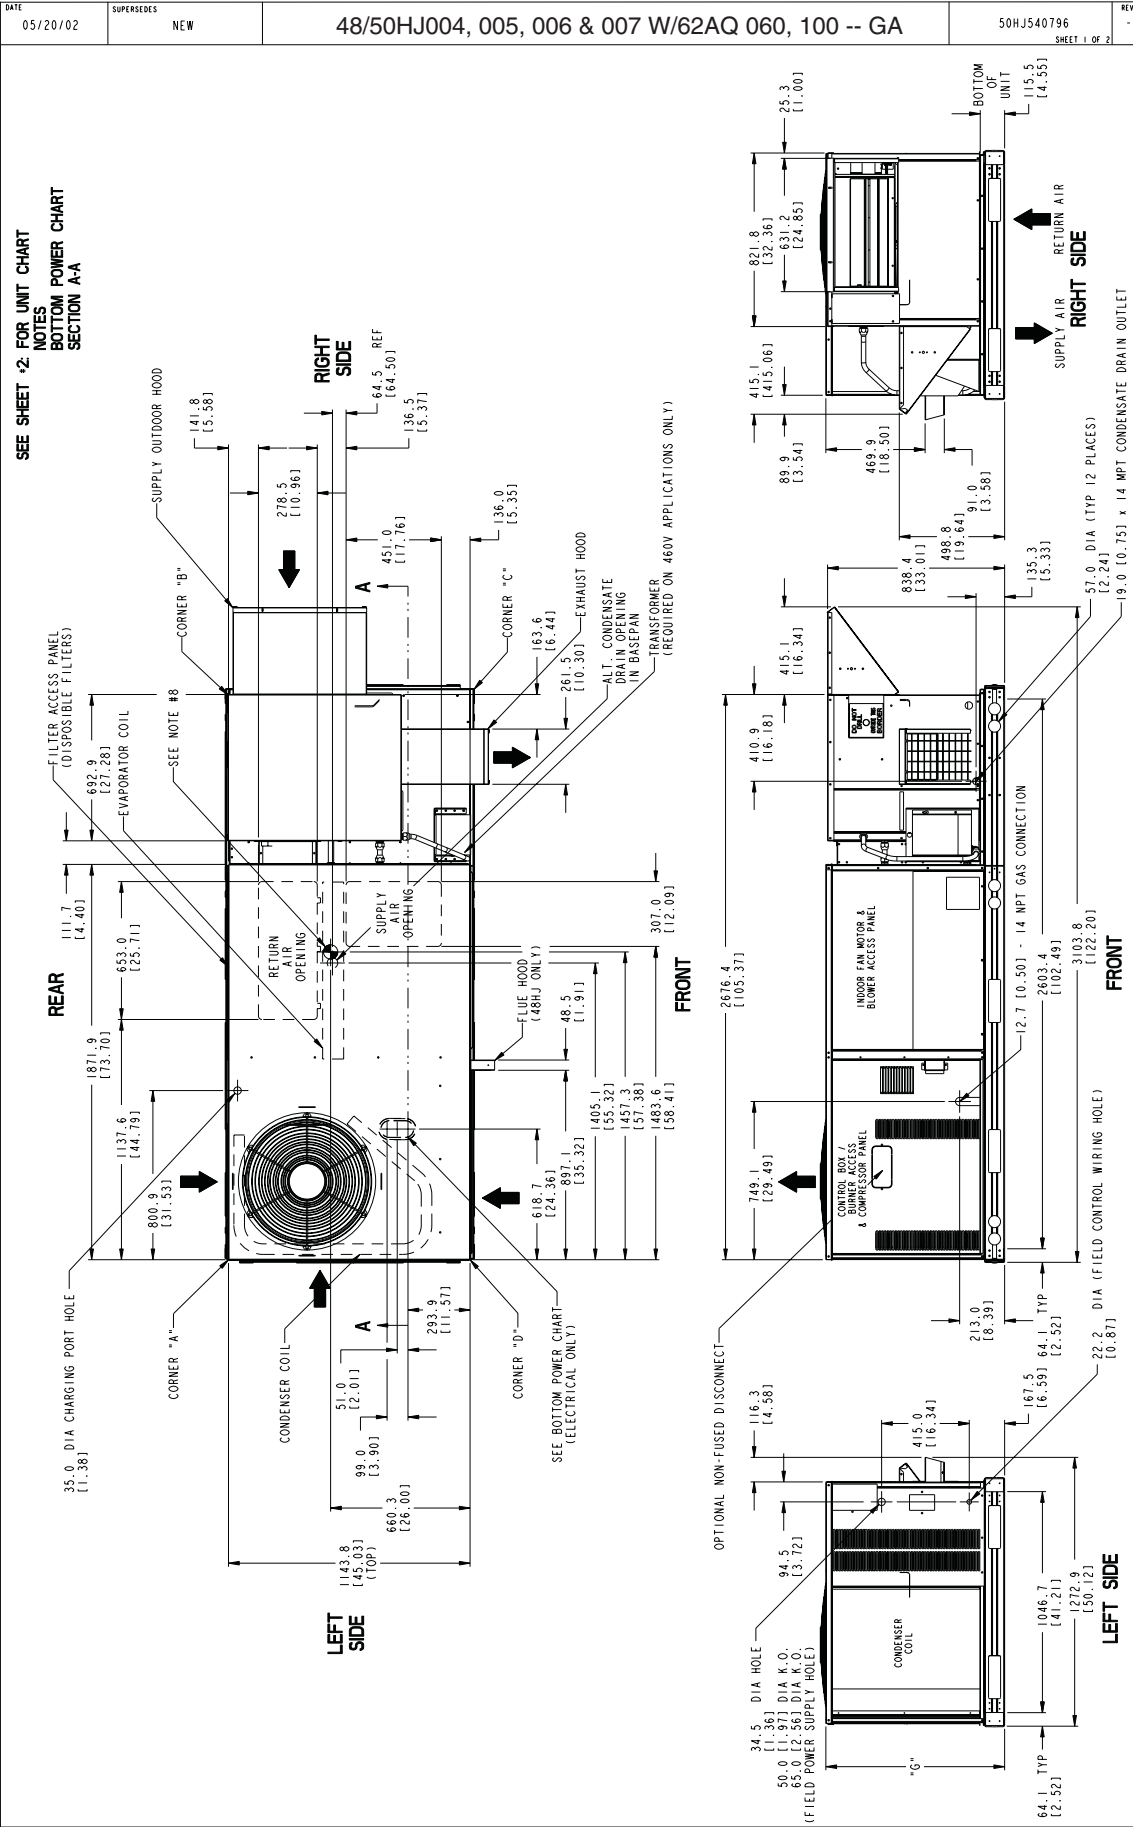 DATE
05/20/02
SUPERSEDES
NEW
48/50HJ004, 005, 006 & 007 W/62AQ 060, 100 -- GA
50HJ540796
SHEET 1 OF 2
REV
-
SEE SHEET #2: FOR UNIT CHART
NOTES
BOTTOM POWER CHART
SECTION A-A
REAR
35.0 DIA CHARGING PORT HOLE
[1.38]
CORNER "A"
CONDENSER COIL
800.9
[31.53]
1137.6
[44.79]
1871.9
[73.70]
653.0
[25.71]
111.7
[4.40]
692.9
[27.28]
FILTER ACCESS PANEL
(DISPOSIBLE FILTERS)
EVAPORATOR COIL
SEE NOTE #8
CORNER "B"
SUPPLY OUTDOOR HOOD
141.8
[5.58]
278.5
[10.96]
RIGHT
SIDE
64.5 REF
[64.50]
136.5
[5.37]
451.0
[17.76]
136.0
[5.35]
A
CORNER "C"
163.6
[6.44]
261.5
[10.30]
EXHAUST HOOD
ALT. CONDENSATE
DRAIN OPENING
IN BASEPAN
TRANSFORMER
(REQUIRED ON 460V APPLICATIONS ONLY)
RETURN
AIR
OPENING
SUPPLY
AIR
OPENING
307.0
[12.09]
FLUE HOOD
(48HJ ONLY)
48.5
[1.91]
FRONT
1405.1
[55.32]
1457.3
[57.38]
1483.6
[58.41]
897.1
[35.32]
618.7
[24.36]
A
293.9
[11.57]
51.0
[2.01]
99.0
[3.90]
CORNER "D"
SEE BOTTOM POWER CHART
(ELECTRICAL ONLY)
660.3
[26.00]
1143.8
[45.03]
(TOP)
LEFT
SIDE
OPTIONAL NON-FUSED DISCONNECT
34.5 DIA HOLE
[1.36]
50.0 [1.97] DIA K.O.
65.0 [2.56] DIA K.O.
(FIELD POWER SUPPLY HOLE)
94.5
[3.72]
116.3
[4.58]
415.0
[16.34]
167.5
[6.59]
CONDENSER
COIL
"G"
64.1 TYP
[2.52]
1046.7
[41.21]
1272.9
[50.12]
LEFT SIDE
22.2 DIA (FIELD CONTROL WIRING HOLE)
[0.87]
213.0
[8.39]
64.1 TYP
[2.52]
749.1
[29.49]
CONTROL BOX /
BURNER ACCESS
& COMPRESSOR PANEL
2676.4
[105.37]
INDOOR FAN MOTOR &
BLOWER ACCESS PANEL
12.7 [0.50] - 14 NPT GAS CONNECTION
2603.4
[102.49]
3103.8
[122.20]
FRONT
410.9
[16.18]
415.1
[16.34]
DO NOT
DRILL
838.4
[33.01]
498.8
[19.64]
135.3
[5.33]
57.0 DIA (TYP 12 PLACES)
[2.24]
19.0 [0.75] x 14 MPT CONDENSATE DRAIN OUTLET
89.9
[3.54]
415.1
[415.06]
469.9
[18.50]
91.0
[3.58]
821.8
[32.36]
631.2
[24.85]
25.3
[1.00]
BOTTOM
OF
UNIT
115.5
[4.55]
SUPPLY AIR
RETURN AIR
RIGHT SIDE